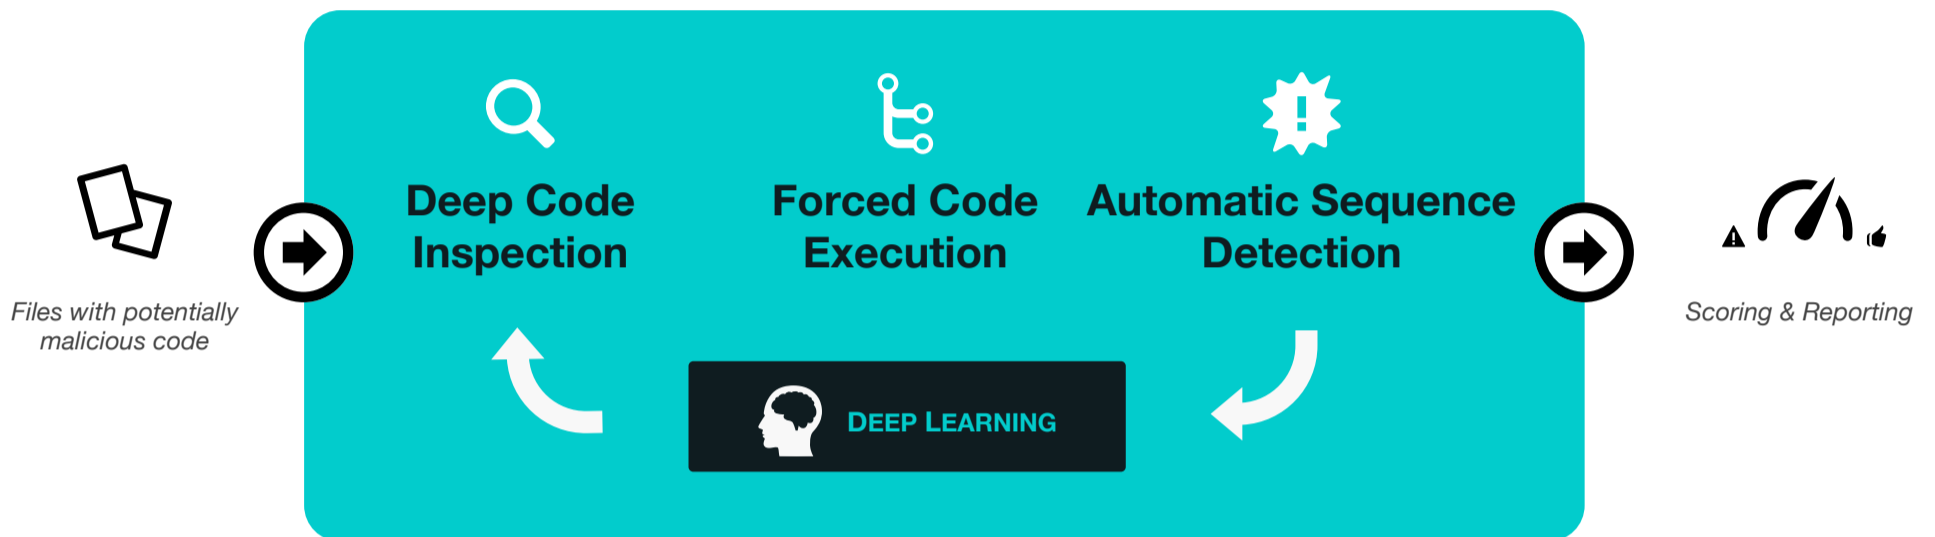 Deep Code
Inspection
Forced Code
Execution
Automatic Sequence
Detection
Files with potentially
malicious code
Scoring & Reporting
DEEP LEARNING